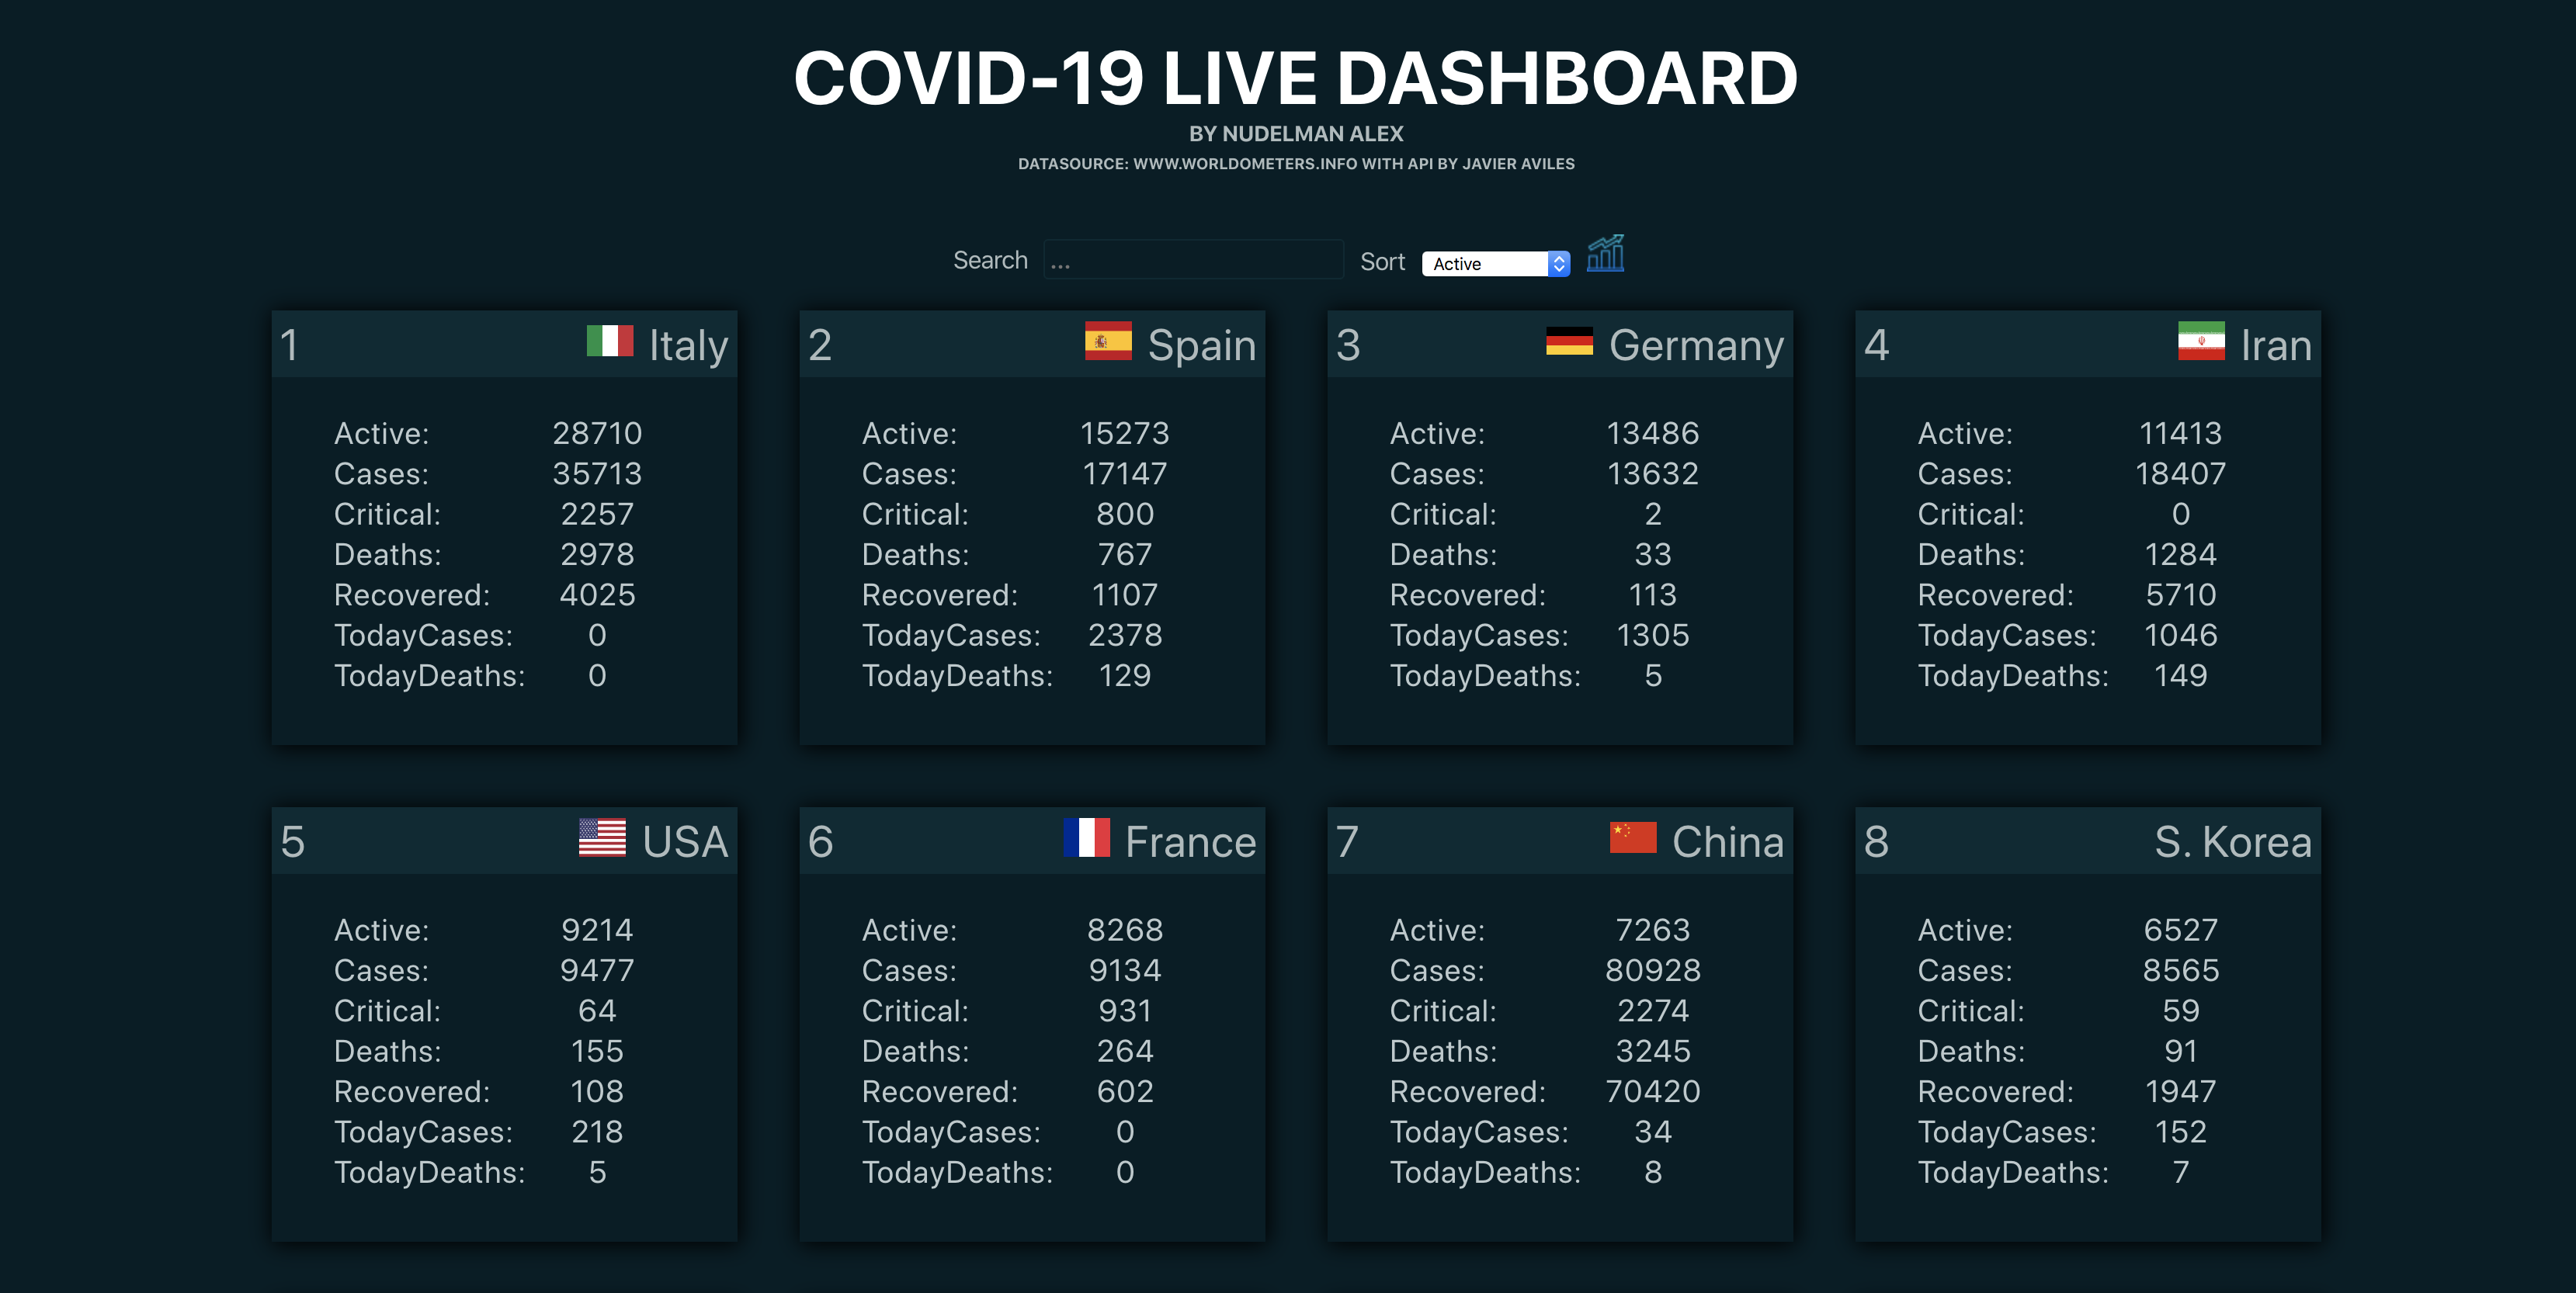 COVID-19 LIVE DASHBOARD
BY NUDELMAN ALEX
DATASOURCE: WWW.WORLDOMETERS.INFO WITH API BY JAVIER AVILES
Search ... Sort Active
1 Italy
Active: 28710
Cases: 35713
Critical: 2257
Deaths: 2978
Recovered: 4025
TodayCases: 0
TodayDeaths: 0
2 Spain
Active: 15273
Cases: 17147
Critical: 800
Deaths: 767
Recovered: 1107
TodayCases: 2378
TodayDeaths: 129
3 Germany
Active: 13486
Cases: 13632
Critical: 2
Deaths: 33
Recovered: 113
TodayCases: 1305
TodayDeaths: 5
4 Iran
Active: 11413
Cases: 18407
Critical: 0
Deaths: 1284
Recovered: 5710
TodayCases: 1046
TodayDeaths: 149
5 USA
Active: 9214
Cases: 9477
Critical: 64
Deaths: 155
Recovered: 108
TodayCases: 218
TodayDeaths: 5
6 France
Active: 8268
Cases: 9134
Critical: 931
Deaths: 264
Recovered: 602
TodayCases: 0
TodayDeaths: 0
7 China
Active: 7263
Cases: 80928
Critical: 2274
Deaths: 3245
Recovered: 70420
TodayCases: 34
TodayDeaths: 8
8 S. Korea
Active: 6527
Cases: 8565
Critical: 59
Deaths: 91
Recovered: 1947
TodayCases: 152
TodayDeaths: 7